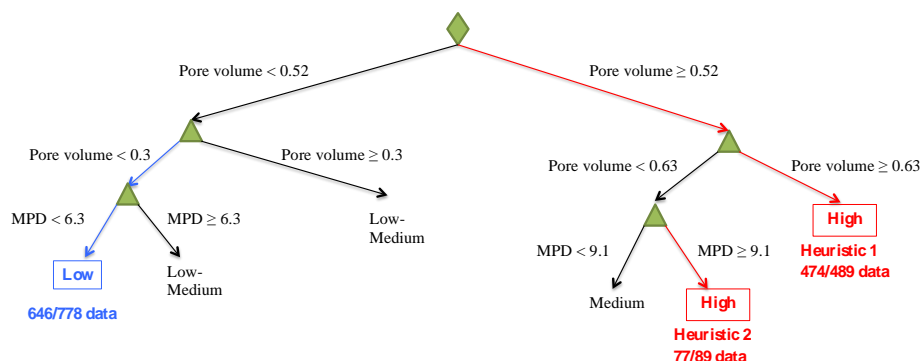 Pore volume < 0.52
Pore volume ≥ 0.52
Pore volume < 0.3
Pore volume ≥ 0.3
Pore volume < 0.63
Pore volume ≥ 0.63
MPD < 6.3
MPD ≥ 6.3
Low-
Medium
High
MPD < 9.1
MPD ≥ 9.1
Heuristic 1
474/489 data
Low
Low-
Medium
646/778 data
Medium
High
Heuristic 2
77/89 data